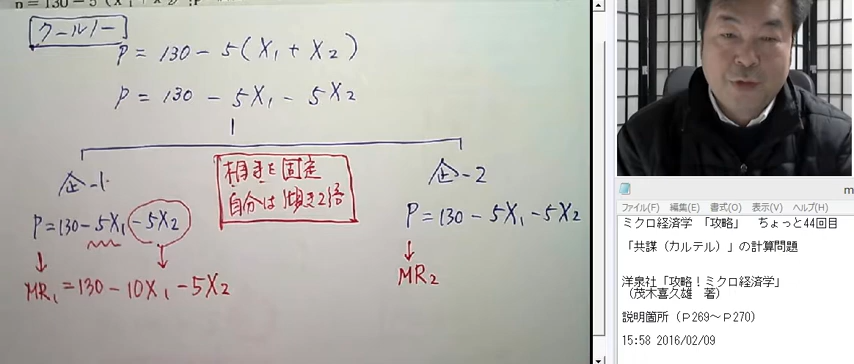 クールノー
P = 130 - 5(X1 + X2)
P = 130 - 5X1 - 5X2
相手を固定
自分は傾き2倍
企-1
P = 130 - 5X1 - 5X2
MR1 = 130 - 10X1 - 5X2
企-2
P = 130 - 5X1 - 5X2
MR2
ファイル(F) 編集(E) 書式(O) 表示(V) ヘルプ(H)
ミクロ経済学 「攻略」 ちょっと44回目
「共謀（カルテル）」の計算問題
洋泉社「攻略！ミクロ経済学」
（茂木喜久雄 著）
説明箇所（P269～P270）
15:58 2016/02/09